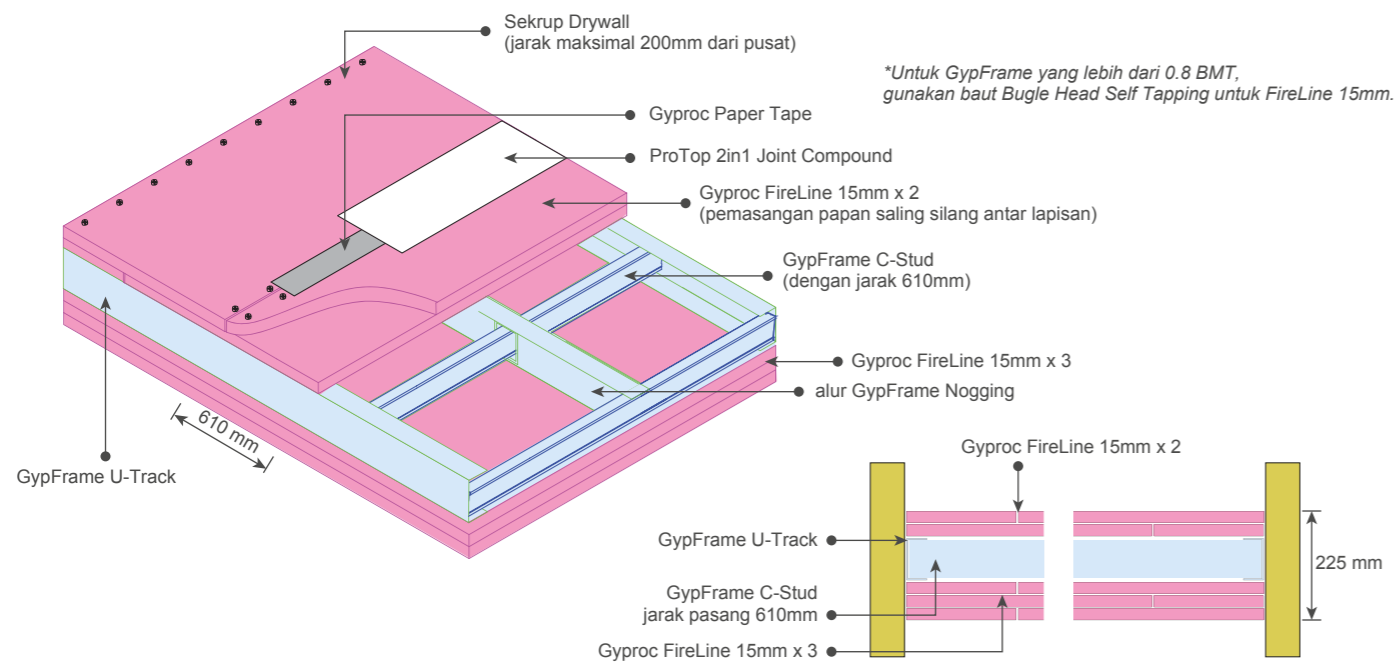 Sekrup Drywall
(jarak maksimal 200mm dari pusat)
*Untuk GypFrame yang lebih dari 0.8 BMT,
gunakan baut Bugle Head Self Tapping untuk FireLine 15mm.
Gyproc Paper Tape
ProTop 2in1 Joint Compound
Gyproc FireLine 15mm x 2
(pemasangan papan saling silang antar lapisan)
GypFrame C-Stud
(dengan jarak 610mm)
Gyproc FireLine 15mm x 3
alur GypFrame Nogging
610 mm
GypFrame U-Track
Gyproc FireLine 15mm x 2
GypFrame U-Track
225 mm
GypFrame C-Stud
jarak pasang 610mm
Gyproc FireLine 15mm x 3